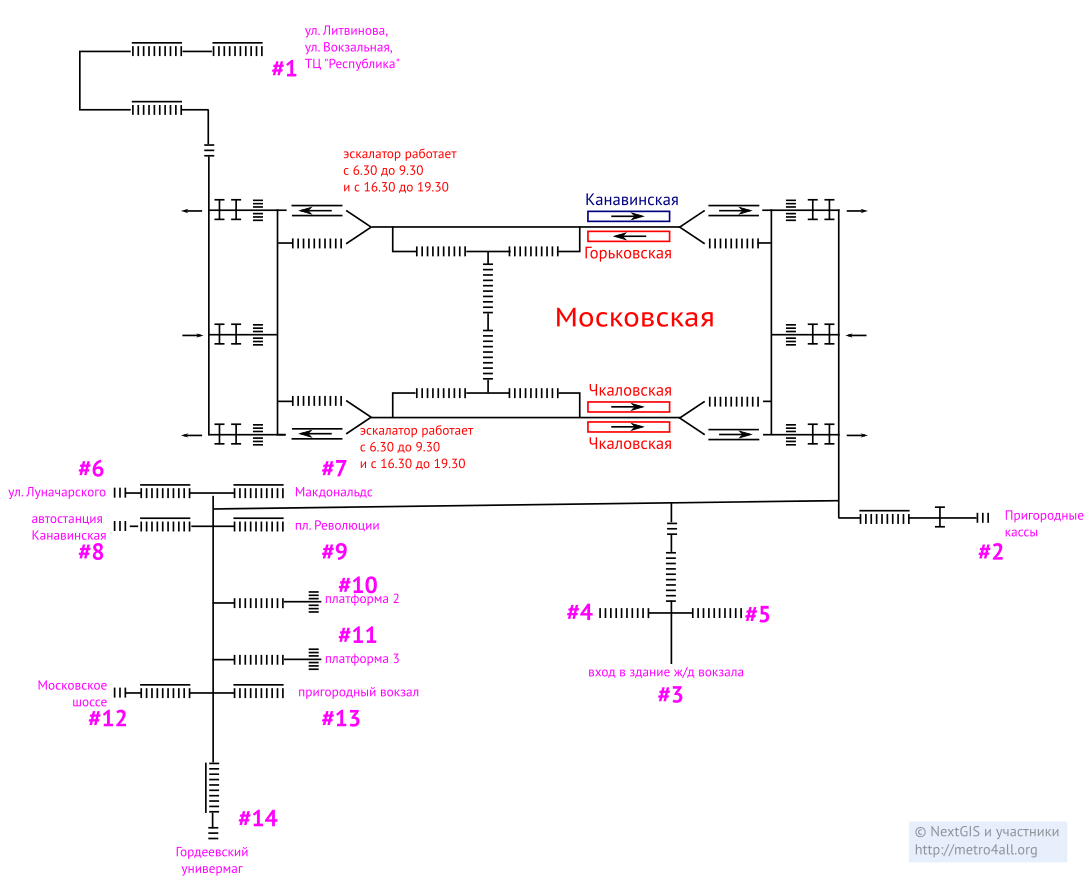 ул. Литвинова,
ул. Вокзальная,
ТЦ "Республика"
#1
эскалатор работает
с 6.30 до 9.30
и с 16.30 до 19.30
Канавинская
Горьковская
Московская
Чкаловская
Чкаловская
эскалатор работает
с 6.30 до 9.30
и с 16.30 до 19.30
#6
#7
ул. Луначарского
Макдональдс
автостанция
Канавинская
#8
пл. Революции
#9
Пригородные
кассы
#2
#10
платформа 2
#4
#5
#11
платформа 3
вход в здание ж/д вокзала
#3
Московское
шоссе
#12
пригородный вокзал
#13
#14
Гордеевский
универмаг
© NextGIS и участники
http://metro4all.org